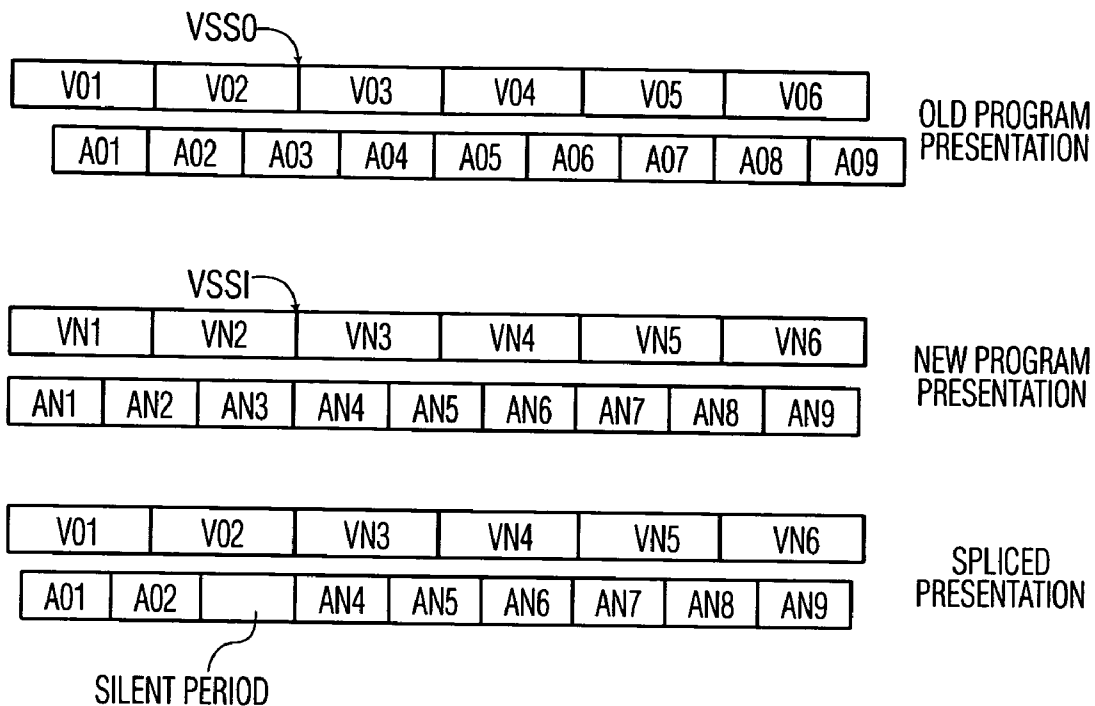 VSSO
V01 V02 V03 V04 V05 V06
A01 A02 A03 A04 A05 A06 A07 A08 A09
OLD PROGRAM
PRESENTATION
VSSI
VN1 VN2 VN3 VN4 VN5 VN6
AN1 AN2 AN3 AN4 AN5 AN6 AN7 AN8 AN9
NEW PROGRAM
PRESENTATION
V01 V02 VN3 VN4 VN5 VN6
A01 A02 AN4 AN5 AN6 AN7 AN8 AN9
SPLICED
PRESENTATION
SILENT PERIOD